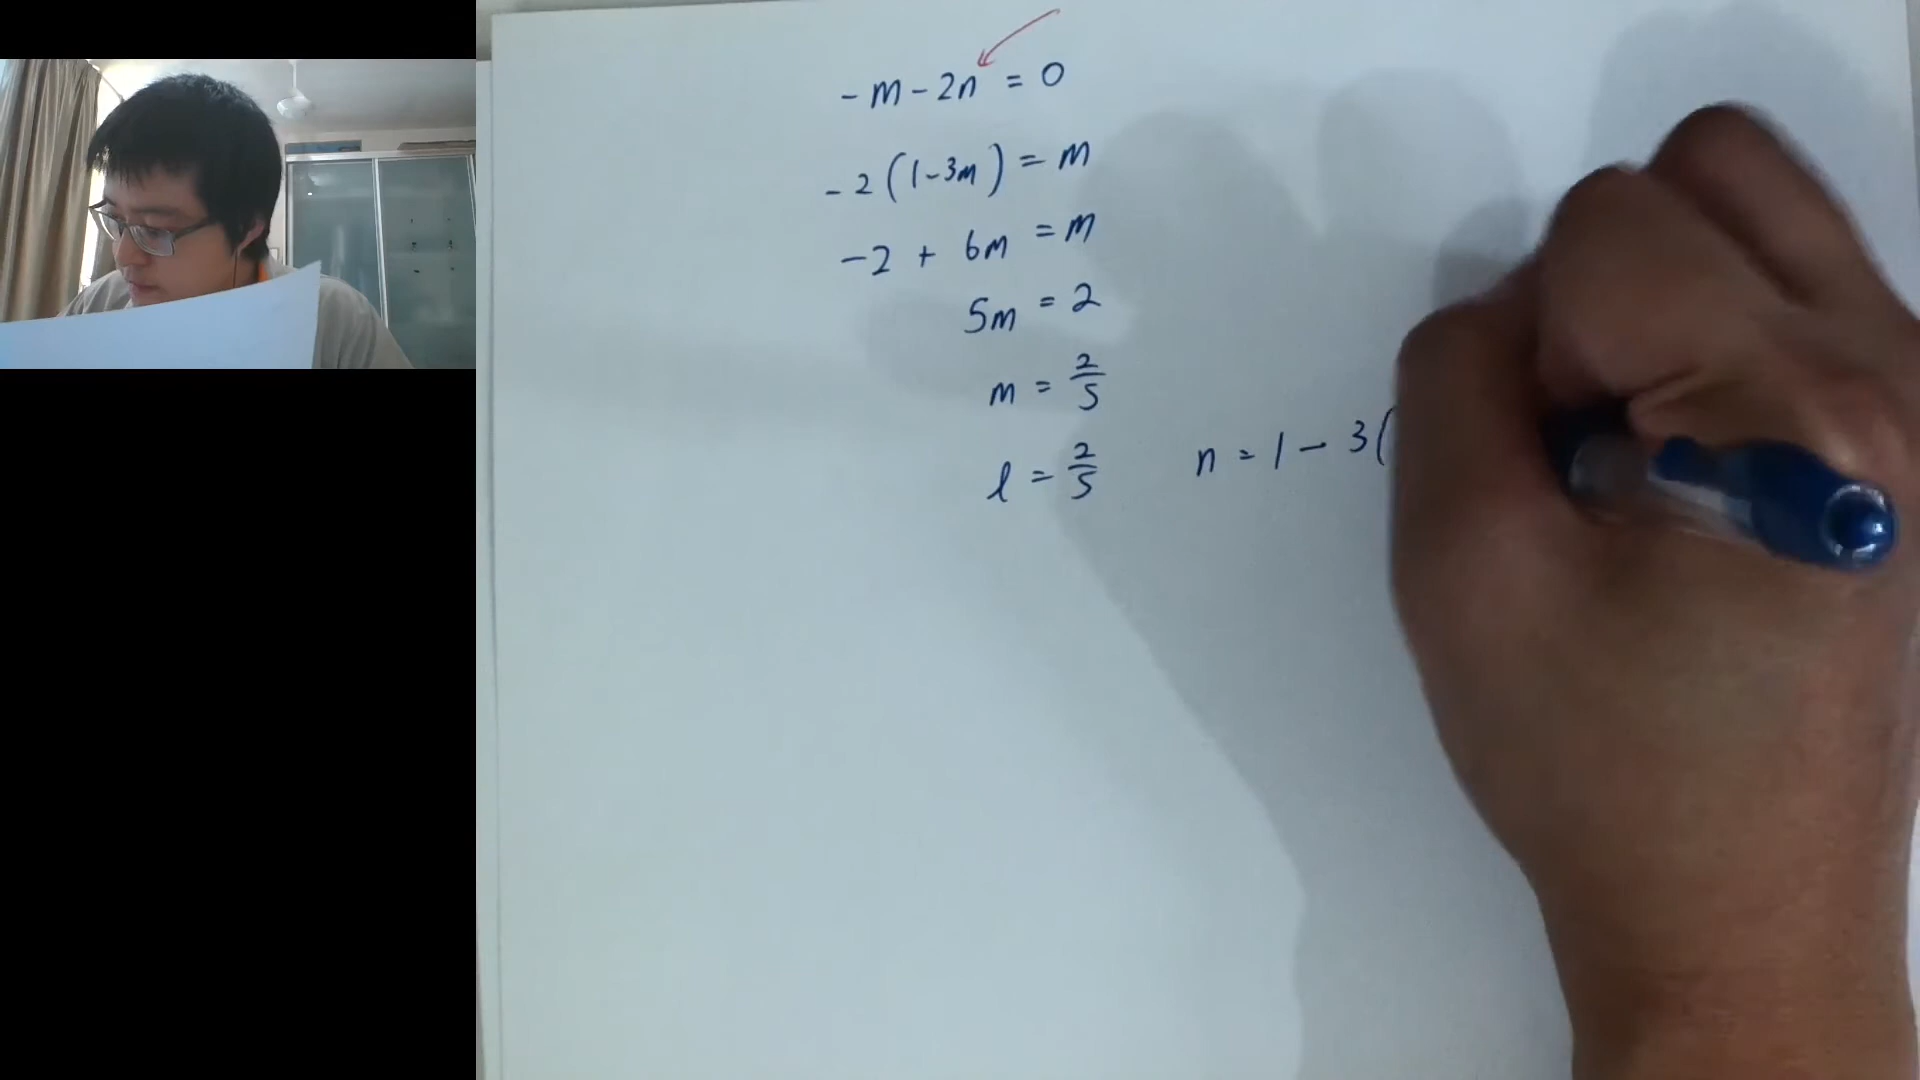 -m-2n = 0
-2(1-3m) = m
-2 + 6m = m
5m = 2
m = 2/5
l = 2/5 n = 1 - 3(